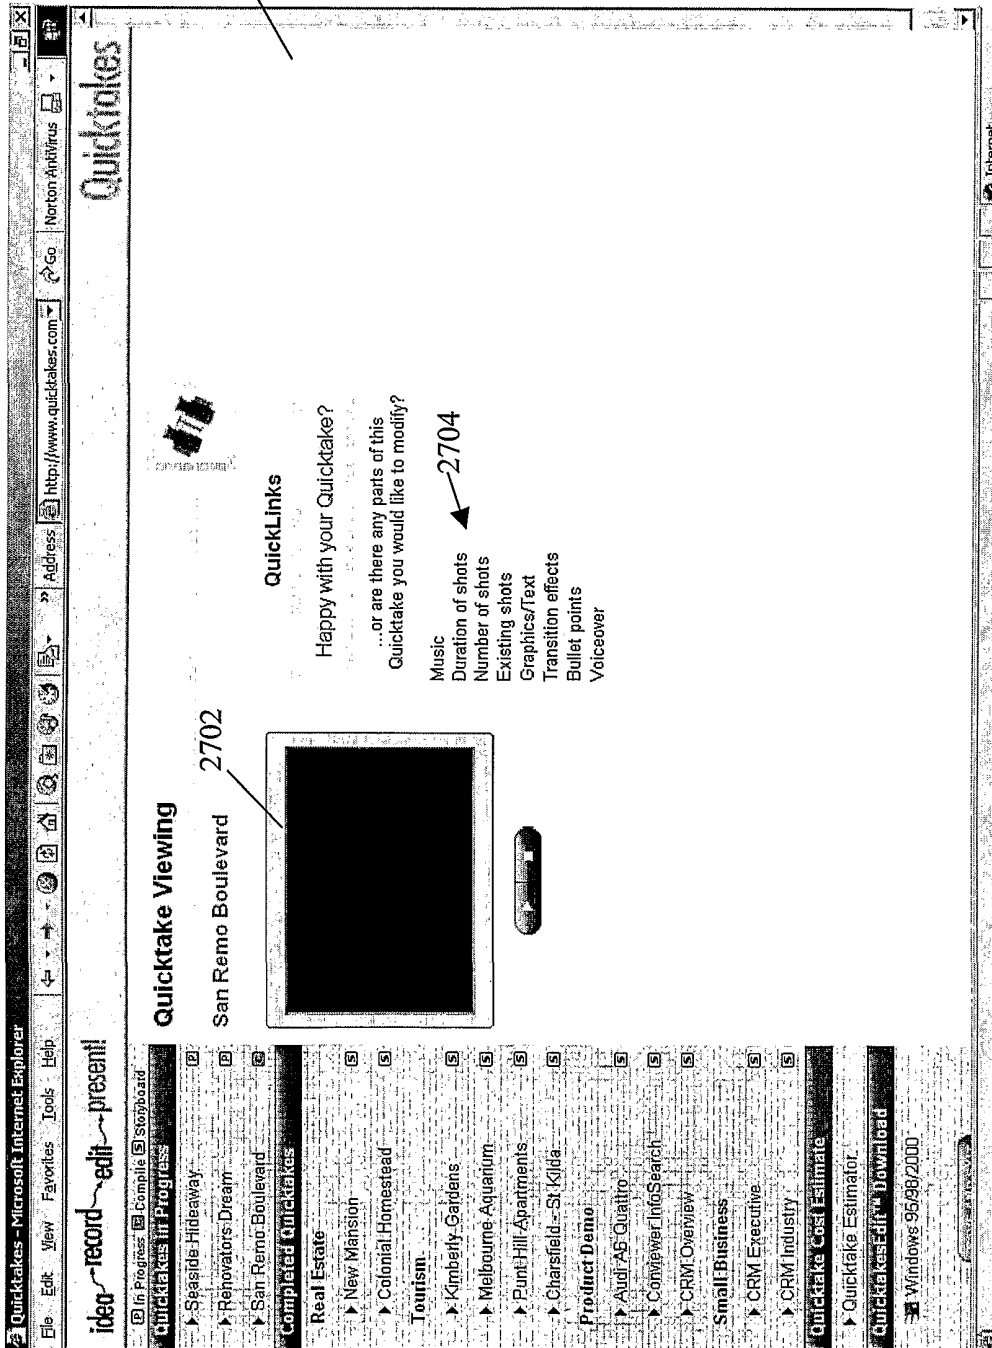 Quicktakes - Microsoft Internet Explorer
File Edit View Favorites Tools Help
Address http://www.quicktakes.com Go Norton AntiVirus
idea record edit present!
Quicktakes
P In Progress C Compile S Storyboard
Quicktakes In Progress
Seaside Hideaway P
Renovators Dream P
San Remo Boulevard C
Completed Quicktakes
Real Estate
New Mansion S
Colonial Homestead S
Tourism
Kimberly Gardens S
Melbourne Aquarium S
Punt Hill Apartments S
Charsfield - St Kilda S
Product Demo
Audi A6 Quattro S
Conviewer InfoSearch S
CRM Overview S
Small Business
CRM Executive S
CRM Industry S
Quicktake Cost Estimate
Quicktake Estimator
QuicktakesEdit™ Download
Windows 95/98/2000
Quicktake Viewing
San Remo Boulevard
2702
QuickLinks
Happy with your Quicktake?
...or are there any parts of this
Quicktake you would like to modify?
Music
Duration of shots
Number of shots
Existing shots
Graphics/Text
Transition effects
Bullet points
Voiceover
2704
Internet